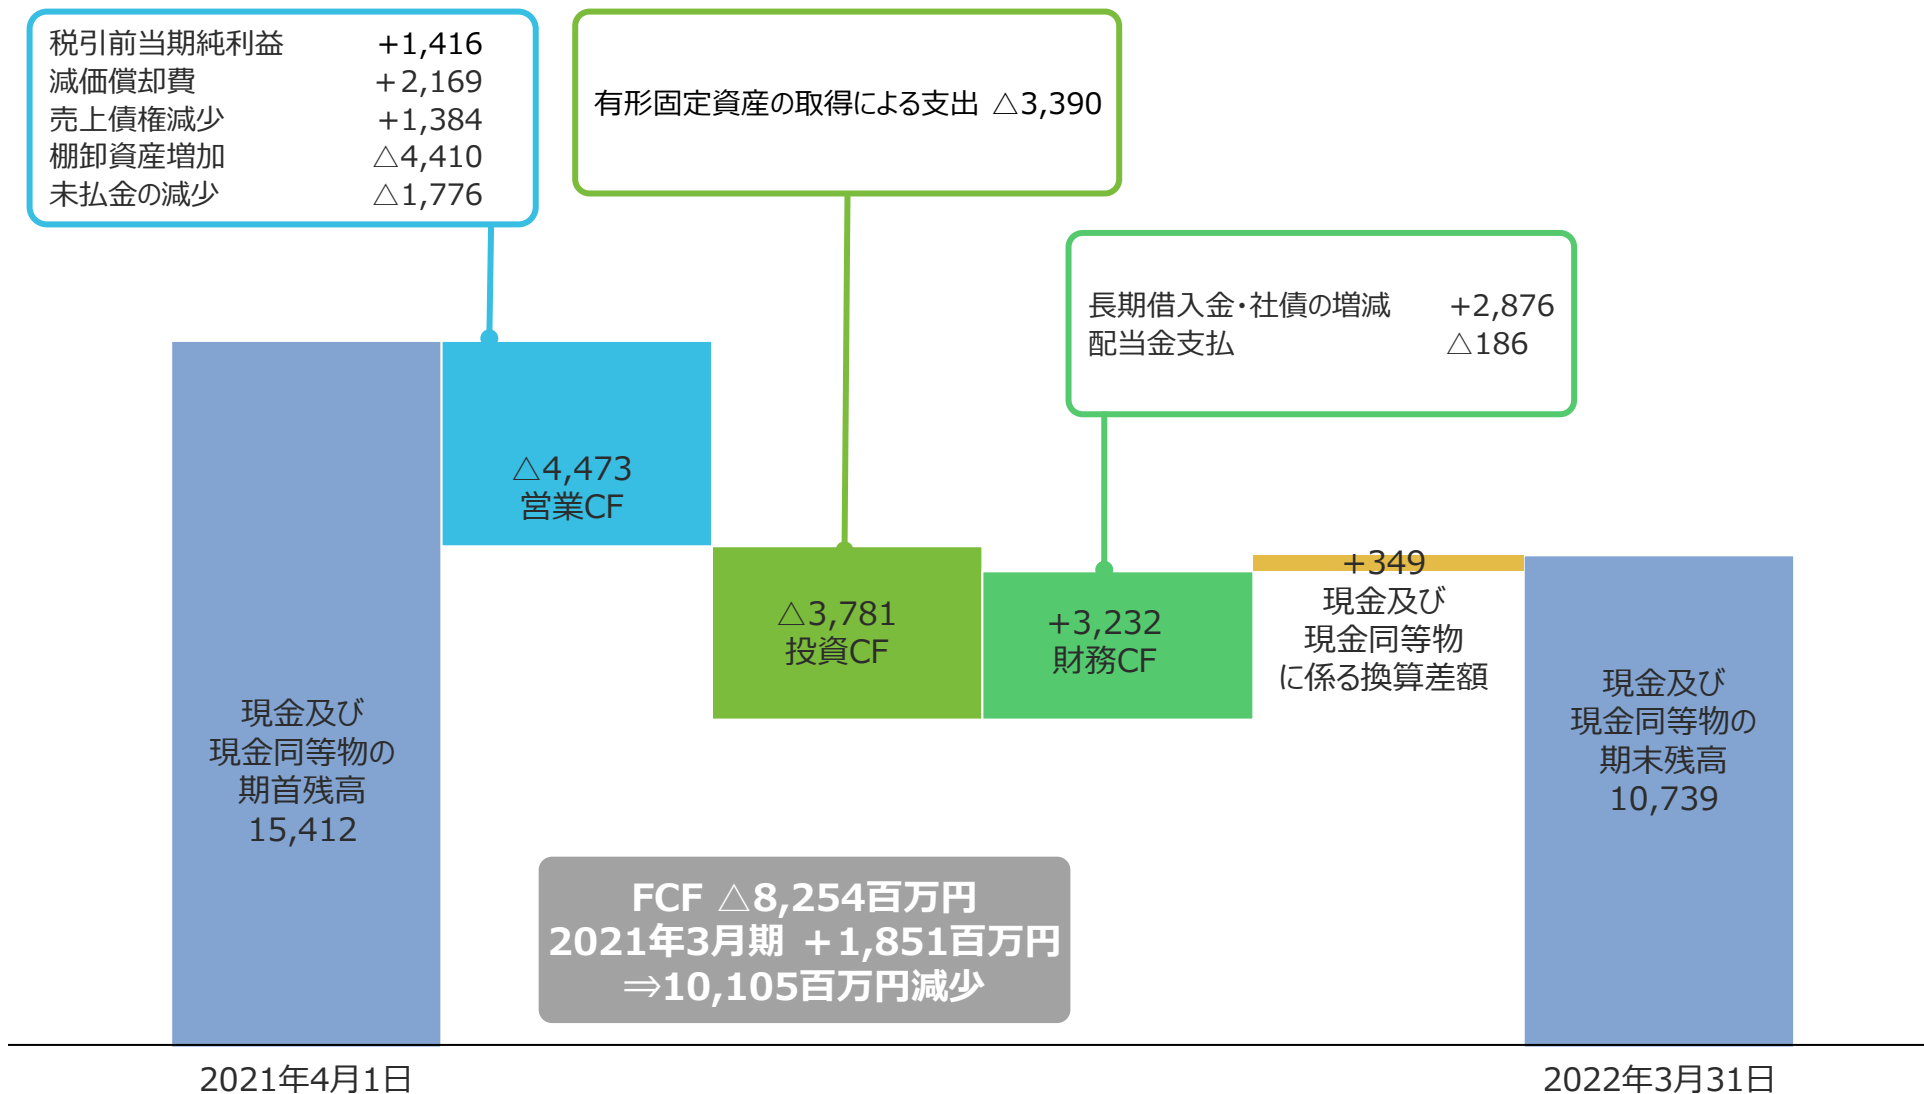 税引前当期純利益 +1,416
減価償却費 +2,169
売上債権減少 +1,384
棚卸資産増加 △4,410
未払金の減少 △1,776
有形固定資産の取得による支出 △3,390
長期借入金・社債の増減 +2,876
配当金支払 △186
△4,473
営業CF
△3,781
投資CF
+3,232
財務CF
+349
現金及び
現金同等物
に係る換算差額
現金及び
現金同等物の
期首残高
15,412
現金及び
現金同等物の
期末残高
10,739
FCF △8,254百万円
2021年3月期 +1,851百万円
⇒10,105百万円減少
2021年4月1日
2022年3月31日